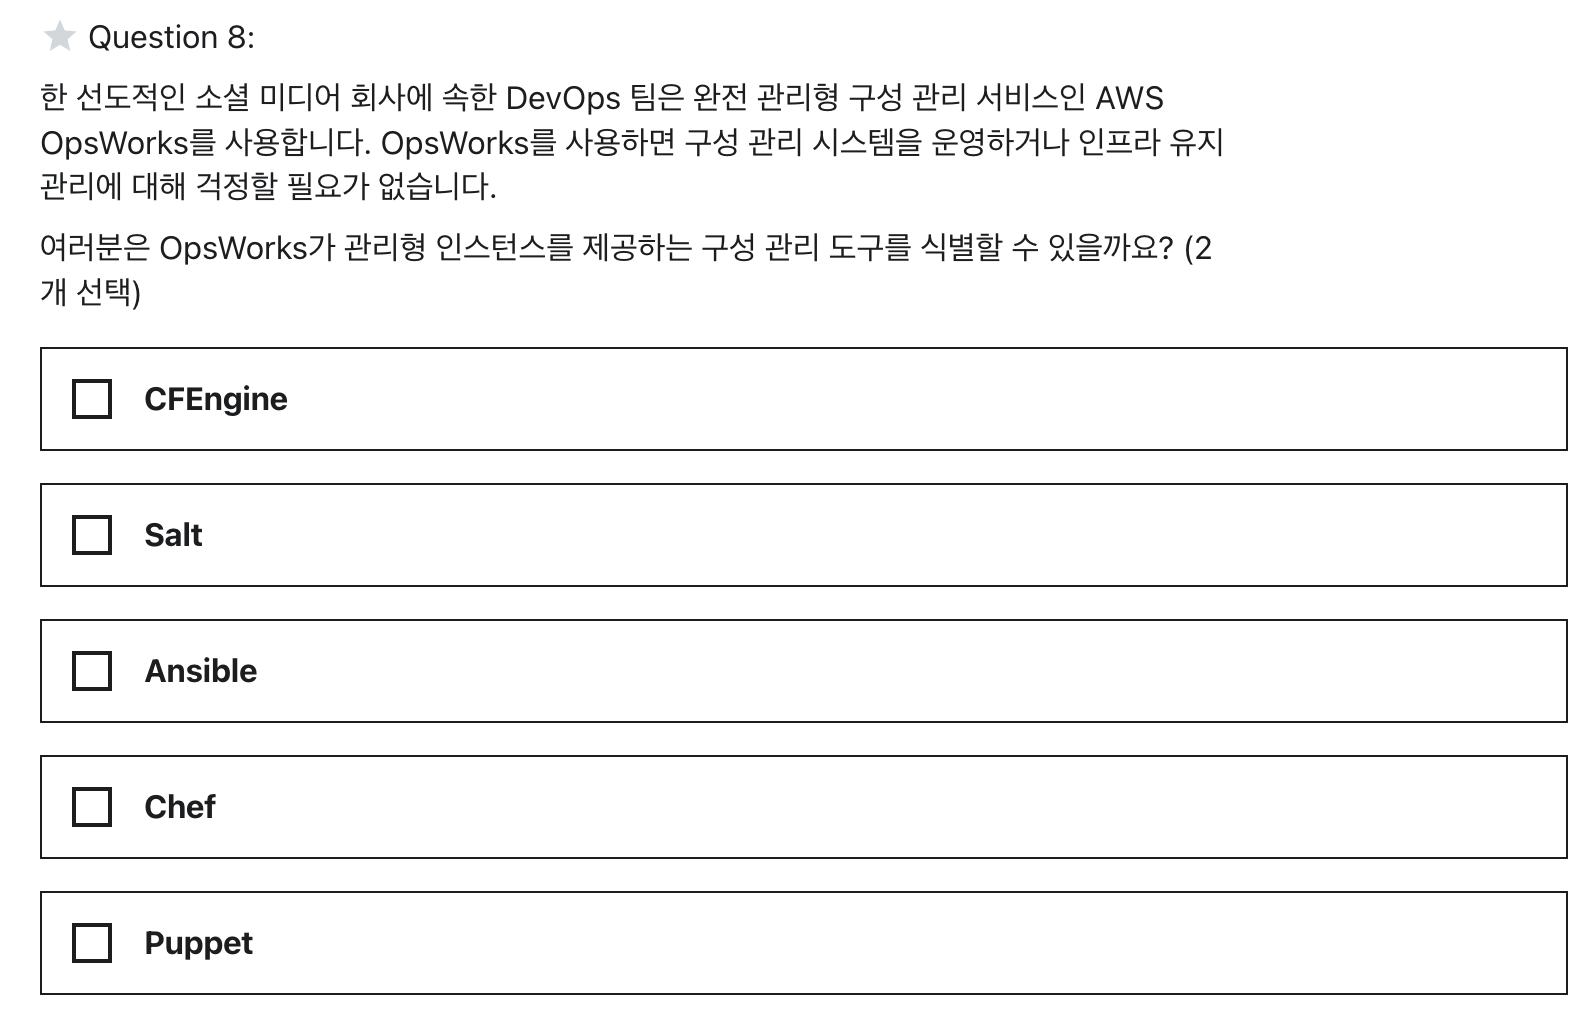 Question 8:
한 선도적인 소셜 미디어 회사에 속한 DevOps 팀은 완전 관리형 구성 관리 서비스인 AWS
OpsWorks를 사용합니다. OpsWorks를 사용하면 구성 관리 시스템을 운영하거나 인프라 유지
관리에 대해 걱정할 필요가 없습니다.
여러분은 OpsWorks가 관리형 인스턴스를 제공하는 구성 관리 도구를 식별할 수 있을까요? (2
개 선택)
CFEngine
Salt
Ansible
Chef
Puppet